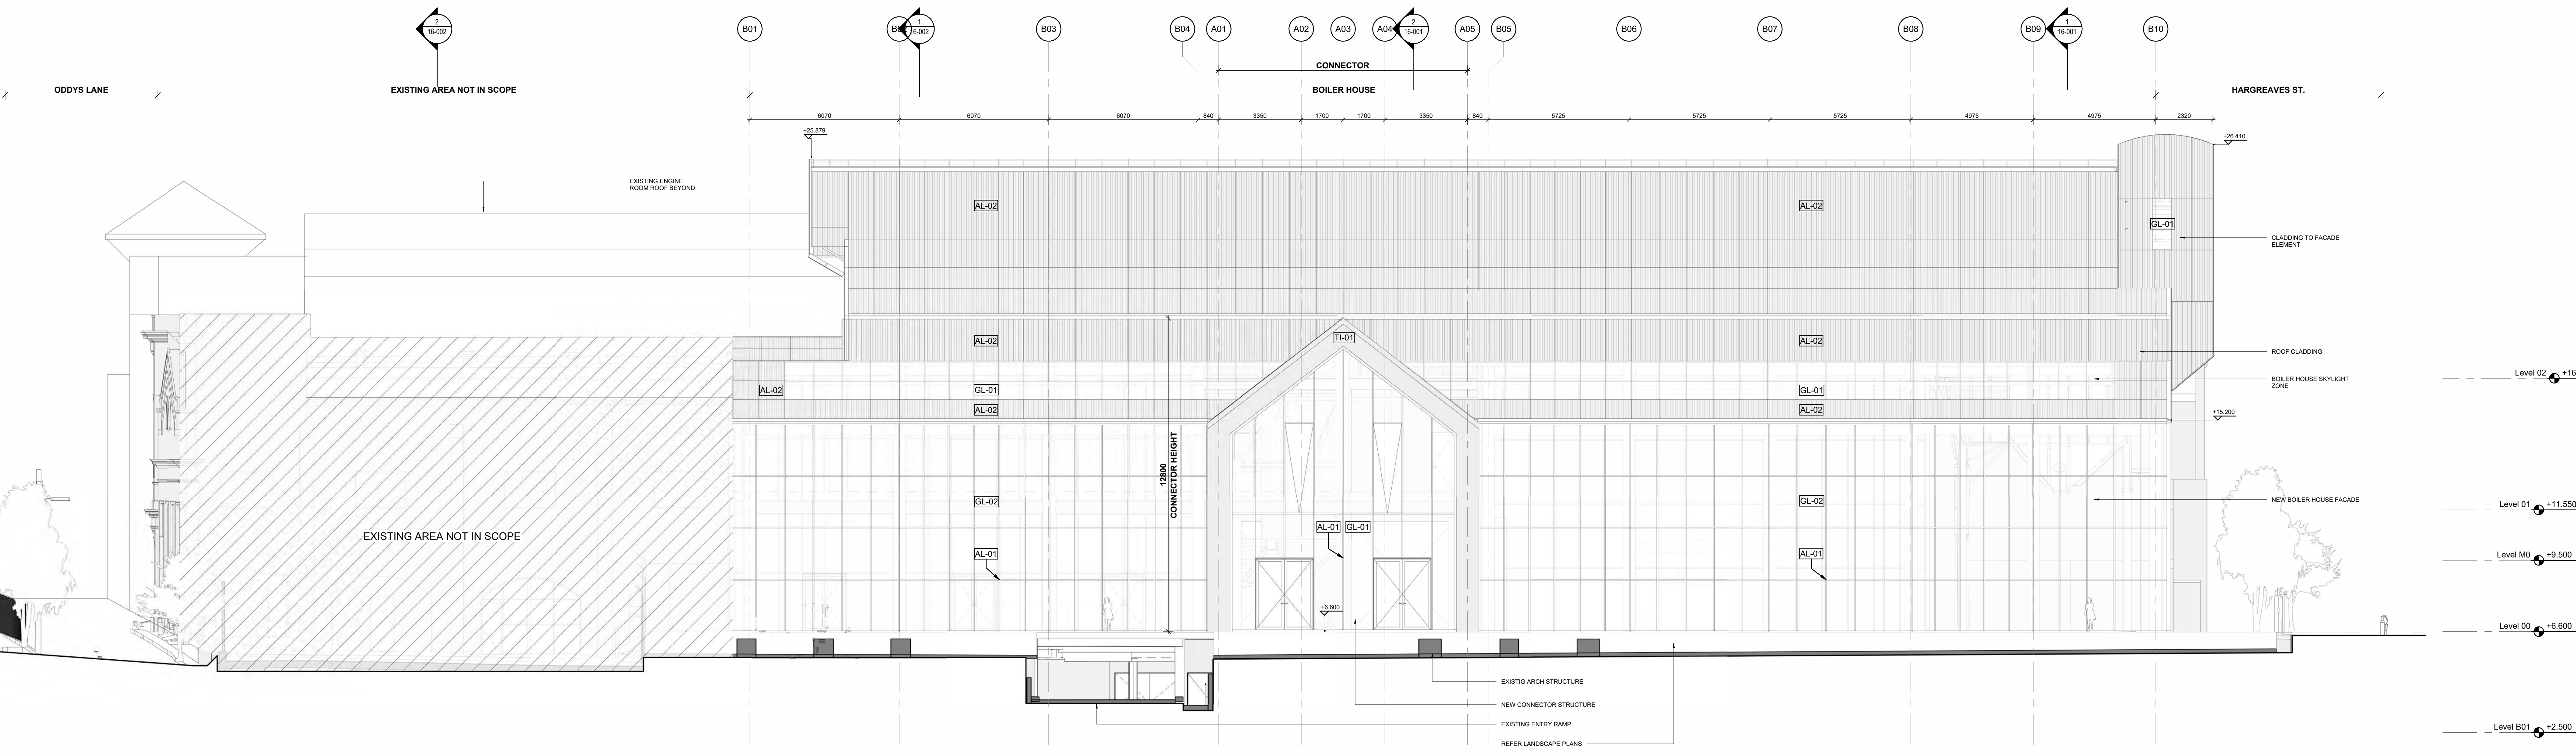 2
16-002
B01
1
16-002
B03
B04
A01
A02
A03
A04
2
16-001
A05
B05
B06
B07
B08
B09
1
16-001
B10
CONNECTOR
ODDYS LANE
EXISTING AREA NOT IN SCOPE
BOILER HOUSE
HARGREAVES ST.
6070
6070
6070
840
3350
1700
1700
3350
840
5725
5725
5725
4975
4975
2320
+25.879
+26.410
EXISTING ENGINE
ROOM ROOF BEYOND
AL-02
AL-02
GL-01
CLADDING TO FACADE
ELEMENT
TI-01
AL-02
AL-02
ROOF CLADDING
AL-02
GL-01
GL-01
BOILER HOUSE SKYLIGHT
ZONE
Level 02
+16
AL-02
AL-02
+15.200
12800
CONNECTOR HEIGHT
GL-02
GL-02
NEW BOILER HOUSE FACADE
Level 01
+11.550
EXISTING AREA NOT IN SCOPE
AL-01
GL-01
AL-01
AL-01
Level M0
+9.500
+6.600
Level 00
+6.600
EXISTIG ARCH STRUCTURE
NEW CONNECTOR STRUCTURE
EXISTING ENTRY RAMP
REFER LANDSCAPE PLANS
Level B01
+2.500